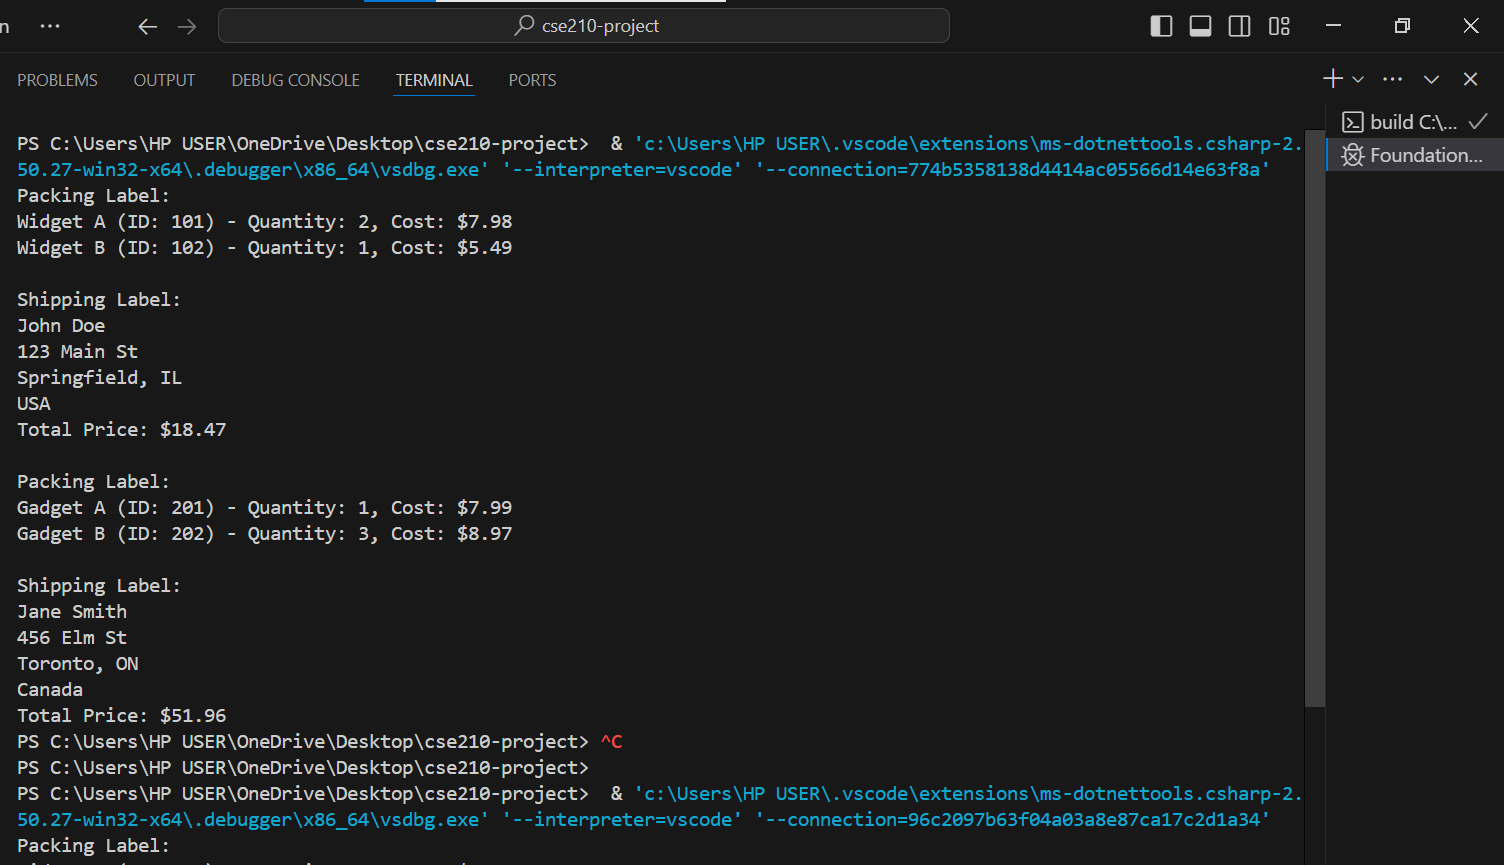 n ··· cse210-project
PROBLEMS OUTPUT DEBUG CONSOLE TERMINAL PORTS
PS C:\Users\HP USER\OneDrive\Desktop\cse210-project>  & 'c:\Users\HP USER\.vscode\extensions\ms-dotnettools.csharp-2.
50.27-win32-x64\.debugger\x86_64\vsdbg.exe' '--interpreter=vscode' '--connection=774b5358138d4414ac05566d14e63f8a'
Packing Label:
Widget A (ID: 101) - Quantity: 2, Cost: $7.98
Widget B (ID: 102) - Quantity: 1, Cost: $5.49
Shipping Label:
John Doe
123 Main St
Springfield, IL
USA
Total Price: $18.47
Packing Label:
Gadget A (ID: 201) - Quantity: 1, Cost: $7.99
Gadget B (ID: 202) - Quantity: 3, Cost: $8.97
Shipping Label:
Jane Smith
456 Elm St
Toronto, ON
Canada
Total Price: $51.96
PS C:\Users\HP USER\OneDrive\Desktop\cse210-project> ^C
PS C:\Users\HP USER\OneDrive\Desktop\cse210-project>
PS C:\Users\HP USER\OneDrive\Desktop\cse210-project>  & 'c:\Users\HP USER\.vscode\extensions\ms-dotnettools.csharp-2.
50.27-win32-x64\.debugger\x86_64\vsdbg.exe' '--interpreter=vscode' '--connection=96c2097b63f04a03a8e87ca17c2d1a34'
Packing Label:
build C:\...
Foundation...